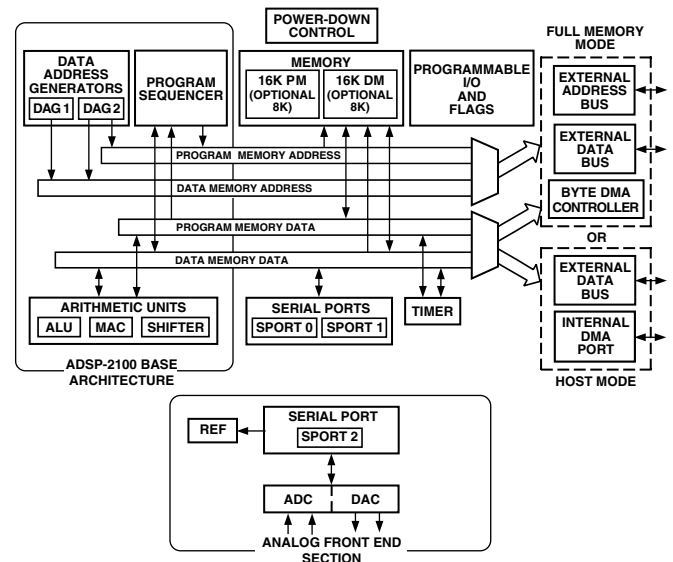 POWER-DOWN
CONTROL
FULL MEMORY
MODE
DATA
ADDRESS
GENERATORS
DAG 1
DAG 2
PROGRAM
SEQUENCER
MEMORY
16K PM
(OPTIONAL
8K)
16K DM
(OPTIONAL
8K)
PROGRAMMABLE
I/O
AND
FLAGS
EXTERNAL
ADDRESS
BUS
EXTERNAL
DATA
BUS
BYTE DMA
CONTROLLER
OR
PROGRAM MEMORY ADDRESS
DATA MEMORY ADDRESS
PROGRAM MEMORY DATA
DATA MEMORY DATA
EXTERNAL
DATA
BUS
INTERNAL
DMA
PORT
HOST MODE
ARITHMETIC UNITS
ALU
MAC
SHIFTER
SERIAL PORTS
SPORT 0
SPORT 1
TIMER
ADSP-2100 BASE
ARCHITECTURE
SERIAL PORT
SPORT 2
REF
ADC
DAC
ANALOG FRONT END
SECTION